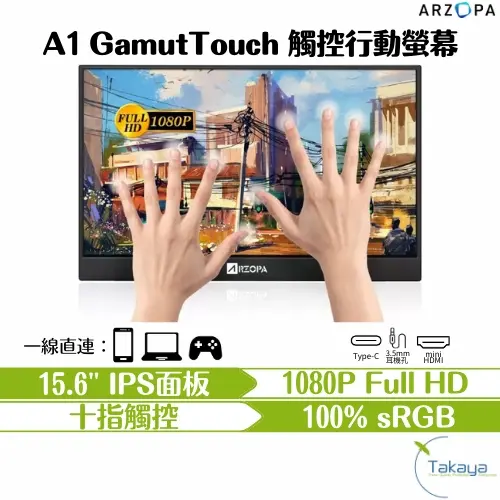 ARZOPA
A1 GamutTouch 觸控行動螢幕
FULL HD 1080P
ARZOPA
一線直連：
Type-C
3.5mm
耳機孔
mini
HDMI
15.6" IPS面板
1080P Full HD
十指觸控
100% sRGB
Takaya